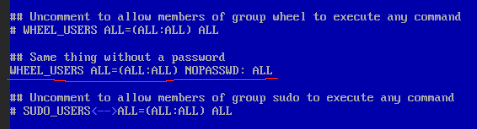 ## Uncomment to allow members of group wheel to execute any command
# WHEEL_USERS ALL=(ALL:ALL) ALL
## Same thing without a password
WHEEL_USERS ALL=(ALL:ALL) NOPASSWD: ALL
## Uncomment to allow members of group sudo to execute any command
# SUDO_USERS<-->ALL=(ALL:ALL) ALL